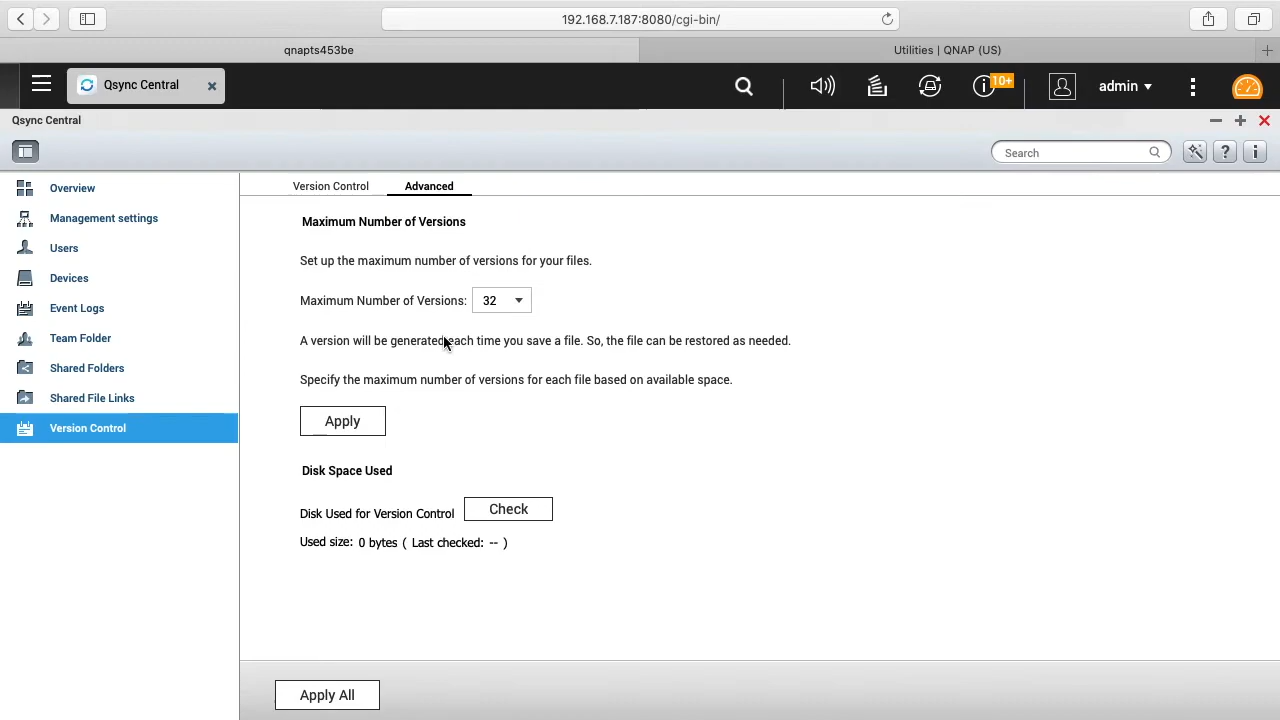 192.168.7.187:8080/cgi-bin/
qnapts453be
Utilities | QNAP (US)
Qsync Central
10+
admin
Qsync Central
Search
?
i
Overview
Management settings
Users
Devices
Event Logs
Team Folder
Shared Folders
Shared File Links
Version Control
Version Control
Advanced
Maximum Number of Versions
Set up the maximum number of versions for your files.
Maximum Number of Versions: 32
A version will be generated each time you save a file. So, the file can be restored as needed.
Specify the maximum number of versions for each file based on available space.
Apply
Disk Space Used
Disk Used for Version Control Check
Used size: 0 bytes ( Last checked: -- )
Apply All